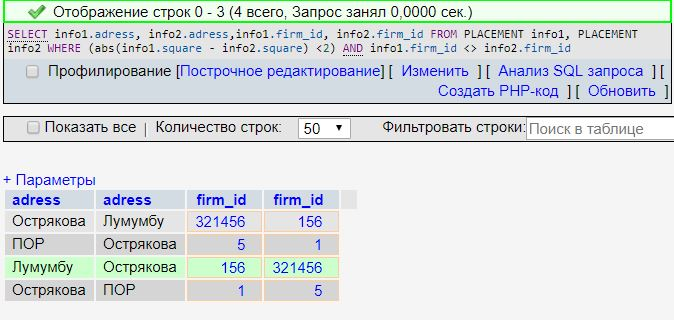 Отображение строк 0 - 3 (4 всего, Запрос занял 0,0000 сек.)
SELECT info1.adress, info2.adress,info1.firm_id, info2.firm_id FROM PLACEMENT info1, PLACEMENT
info2 WHERE (abs(info1.square - info2.square) <2) AND info1.firm_id <> info2.firm_id
Профилирование [Построчное редактирование] [ Изменить ] [ Анализ SQL запроса ] [
Создать PHP-код ] [ Обновить ]
Показать все | Количество строк: 50 Фильтровать строки: Поиск в таблице
+ Параметры
adress adress firm_id firm_id
Острякова Лумумбу 321456 156
ПОР Острякова 5 1
Лумумбу Острякова 156 321456
Острякова ПОР 1 5